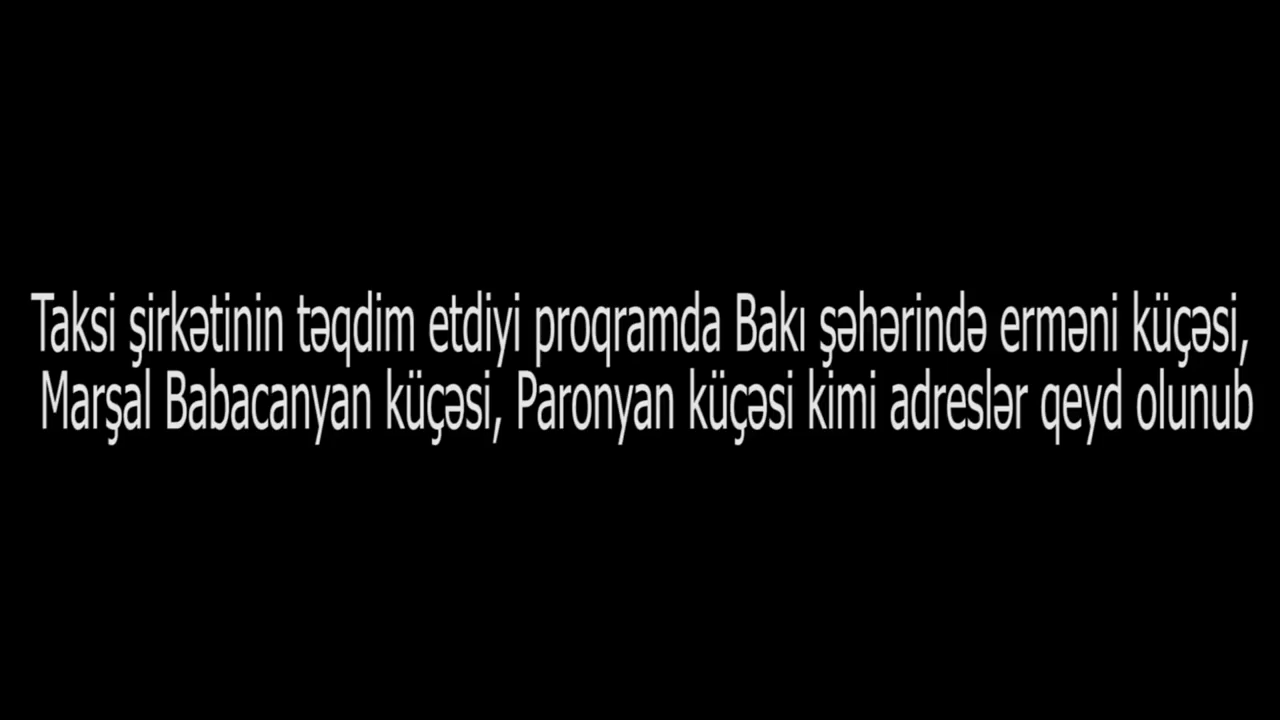 Taksi şirkətinin təqdim etdiyi proqramda Bakı şəhərində erməni küçəsi,
Marşal Babacanyan küçəsi, Paronyan küçəsi kimi adreslər qeyd olunub